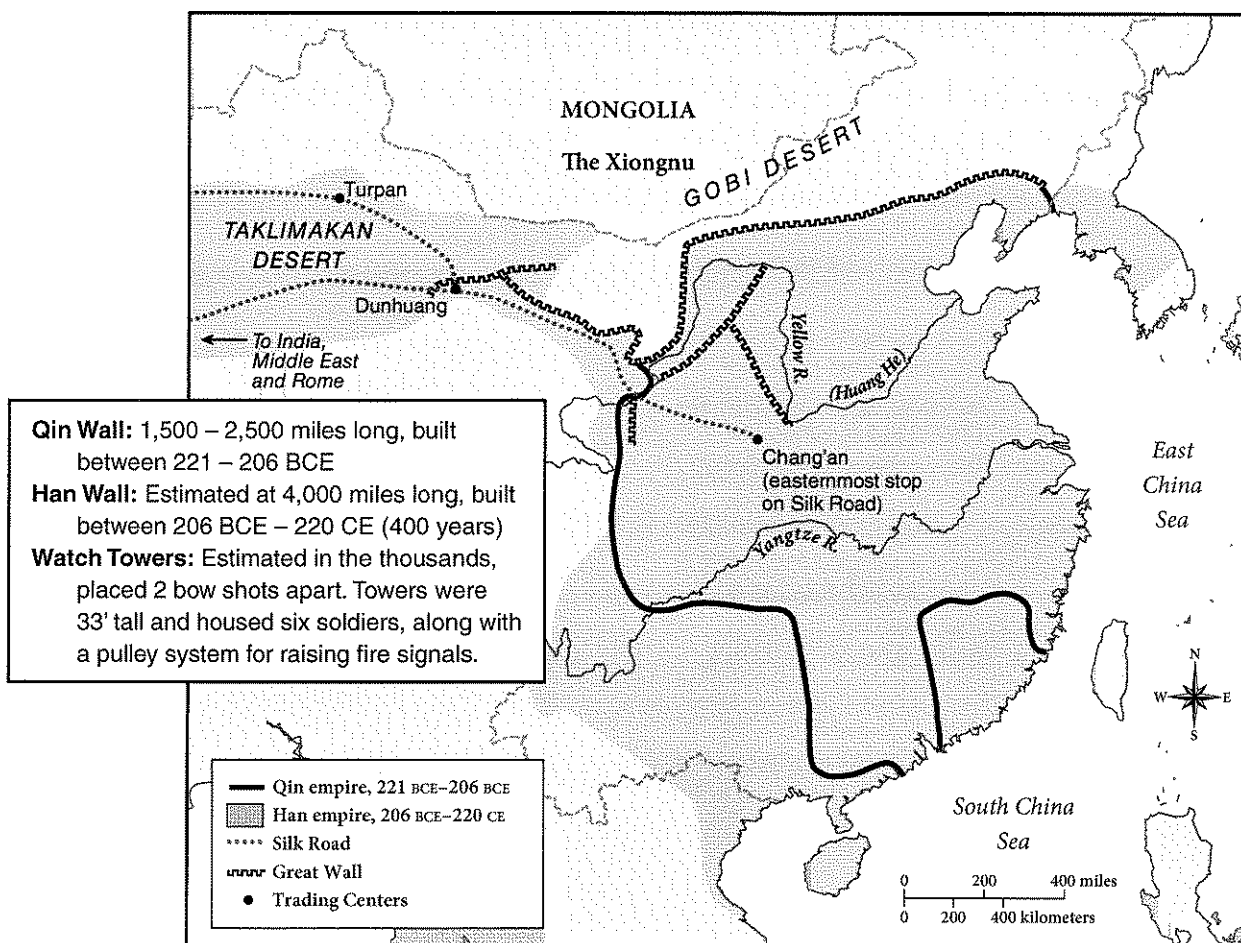 MONGOLIA
The Xiongnu
GOBI DESERT
Turpan
TAKLIMAKAN
DESERT
Dunhuang
To India,
Middle East
and Rome
Yellow R.
(Huang He)
Chang'an
(easternmost stop
on Silk Road)
Yangtze R.
East
China
Sea
Qin Wall: 1,500 – 2,500 miles long, built
between 221 – 206 BCE
Han Wall: Estimated at 4,000 miles long, built
between 206 BCE – 220 CE (400 years)
Watch Towers: Estimated in the thousands,
placed 2 bow shots apart. Towers were
33' tall and housed six soldiers, along with
a pulley system for raising fire signals.
N
W E
S
Qin empire, 221 BCE–206 BCE
Han empire, 206 BCE–220 CE
Silk Road
Great Wall
Trading Centers
South China
Sea
0 200 400 miles
0 200 400 kilometers